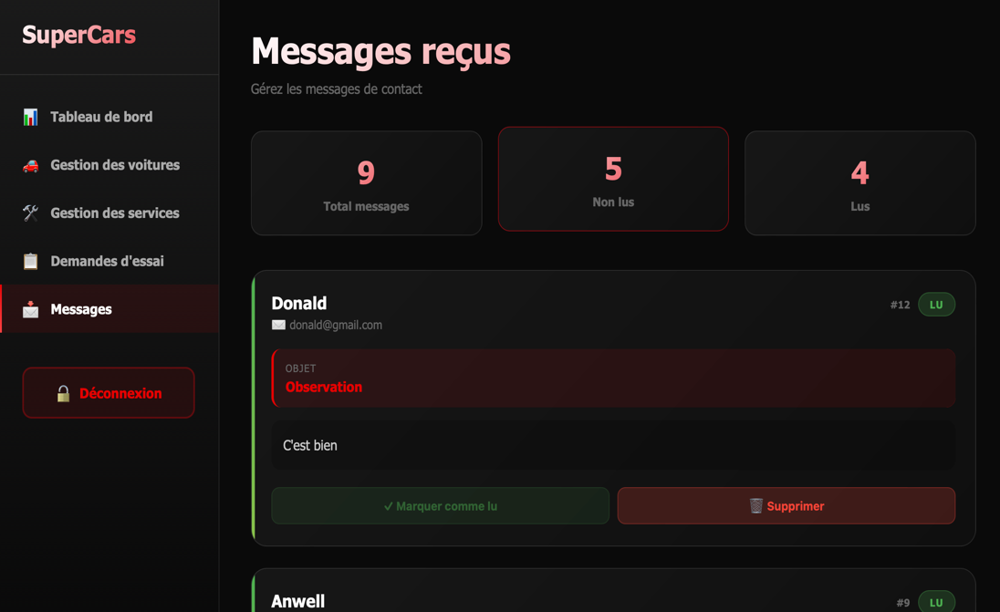 SuperCars
Tableau de bord
Gestion des voitures
Gestion des services
Demandes d'essai
Messages
Déconnexion
Messages reçus
Gérez les messages de contact
9
Total messages
5
Non lus
4
Lus
Donald
#12 LU
donald@gmail.com
OBJET
Observation
C'est bien
✓ Marquer comme lu
Supprimer
Anwell
#9 LU